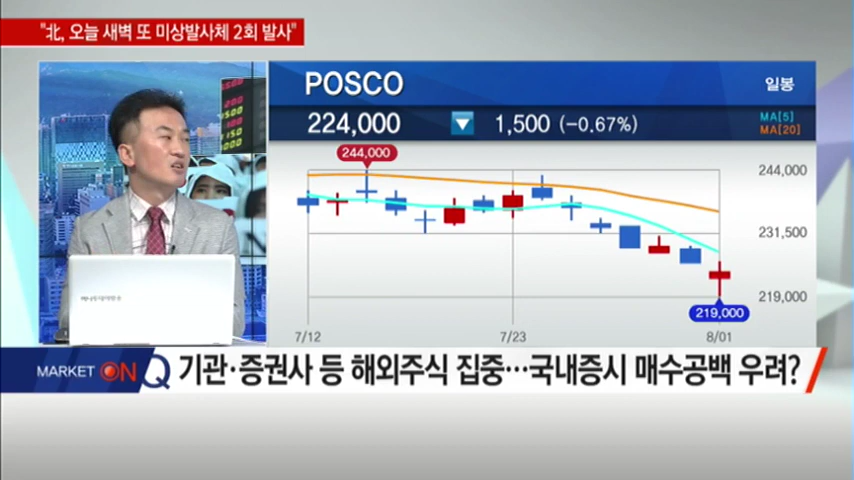 "北, 오늘 새벽 또 미상발사체 2회 발사"
POSCO
일봉
224,000 ▼ 1,500 (-0.67%)
MA[5]
MA[20]
244,000
244,000
231,500
219,000
219,000
7/12 7/23 8/01
MARKET ON Q 기관·증권사 등 해외주식 집중…국내증시 매수공백 우려?